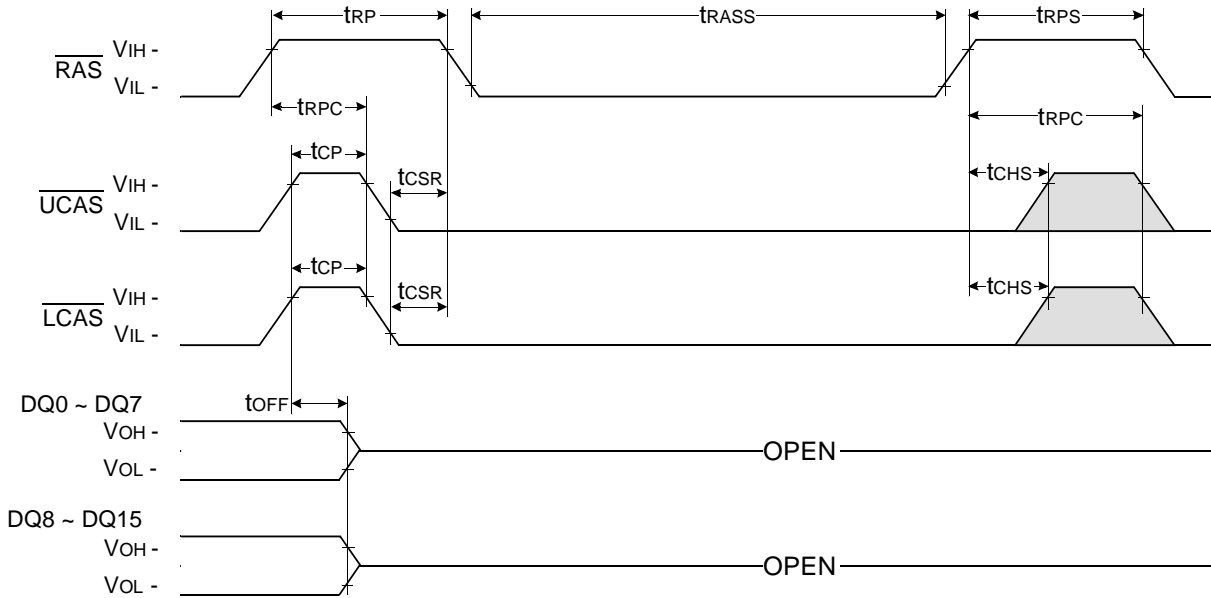 tRP
tRASS
tRPS
RAS
VIH -
VIL -
tRPC
tRPC
tCP
tCSR
tCHS
UCAS
VIH -
VIL -
tCP
tCSR
tCHS
LCAS
VIH -
VIL -
tOFF
DQ0 ~ DQ7
VOH -
VOL -
OPEN
DQ8 ~ DQ15
VOH -
VOL -
OPEN